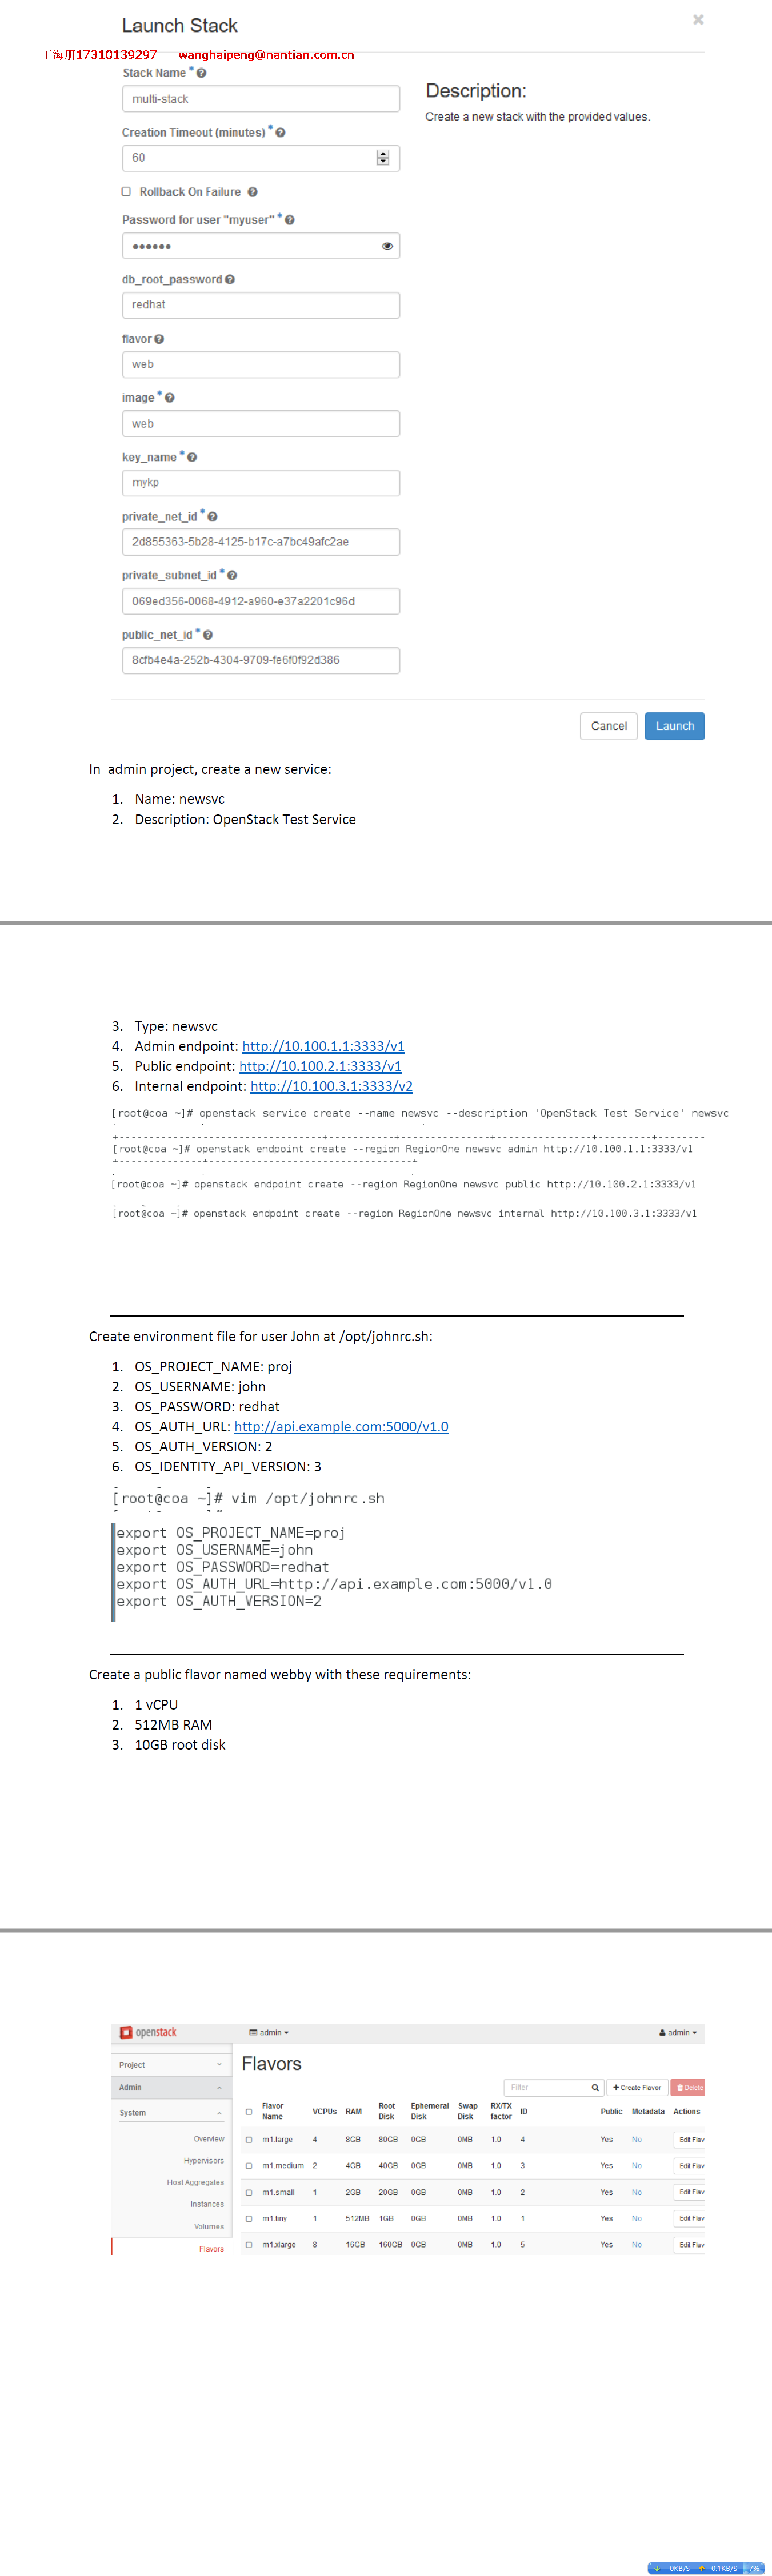 Launch Stack
×
王海朋17310139297 wanghaipeng@nantian.com.cn
Stack Name *
multi-stack
Description:
Create a new stack with the provided values.
Creation Timeout (minutes) *
60
Rollback On Failure
Password for user "myuser" *
••••••
db_root_password
redhat
flavor
web
image *
web
key_name *
mykp
private_net_id *
2d855363-5b28-4125-b17c-a7bc49afc2ae
private_subnet_id *
069ed356-0068-4912-a960-e37a2201c96d
public_net_id *
8cfb4e4a-252b-4304-9709-fe6f0f92d386
Cancel Launch
In admin project, create a new service:
1. Name: newsvc
2. Description: OpenStack Test Service
3. Type: newsvc
4. Admin endpoint: http://10.100.1.1:3333/v1
5. Public endpoint: http://10.100.2.1:3333/v1
6. Internal endpoint: http://10.100.3.1:3333/v2
[root@coa ~]# openstack service create --name newsvc --description 'OpenStack Test Service' newsvc
[root@coa ~]# openstack endpoint create --region RegionOne newsvc admin http://10.100.1.1:3333/v1
[root@coa ~]# openstack endpoint create --region RegionOne newsvc public http://10.100.2.1:3333/v1
[root@coa ~]# openstack endpoint create --region RegionOne newsvc internal http://10.100.3.1:3333/v1
Create environment file for user John at /opt/johnrc.sh:
1. OS_PROJECT_NAME: proj
2. OS_USERNAME: john
3. OS_PASSWORD: redhat
4. OS_AUTH_URL: http://api.example.com:5000/v1.0
5. OS_AUTH_VERSION: 2
6. OS_IDENTITY_API_VERSION: 3
[root@coa ~]# vim /opt/johnrc.sh
export OS_PROJECT_NAME=proj
export OS_USERNAME=john
export OS_PASSWORD=redhat
export OS_AUTH_URL=http://api.example.com:5000/v1.0
export OS_AUTH_VERSION=2
Create a public flavor named webby with these requirements:
1. 1 vCPU
2. 512MB RAM
3. 10GB root disk
openstack admin admin
Project
Admin
System
Overview
Hypervisors
Host Aggregates
Instances
Volumes
Flavors
Flavors
Filter + Create Flavor Delete
Flavor Name VCPUs RAM Root Disk Ephemeral Disk Swap Disk RX/TX factor ID Public Metadata Actions
m1.large 4 8GB 80GB 0GB 0MB 1.0 4 Yes No Edit Flav
m1.medium 2 4GB 40GB 0GB 0MB 1.0 3 Yes No Edit Flav
m1.small 1 2GB 20GB 0GB 0MB 1.0 2 Yes No Edit Flav
m1.tiny 1 512MB 1GB 0GB 0MB 1.0 1 Yes No Edit Flav
m1.xlarge 8 16GB 160GB 0GB 0MB 1.0 5 Yes No Edit Flav
0KB/S 0.1KB/S 7%